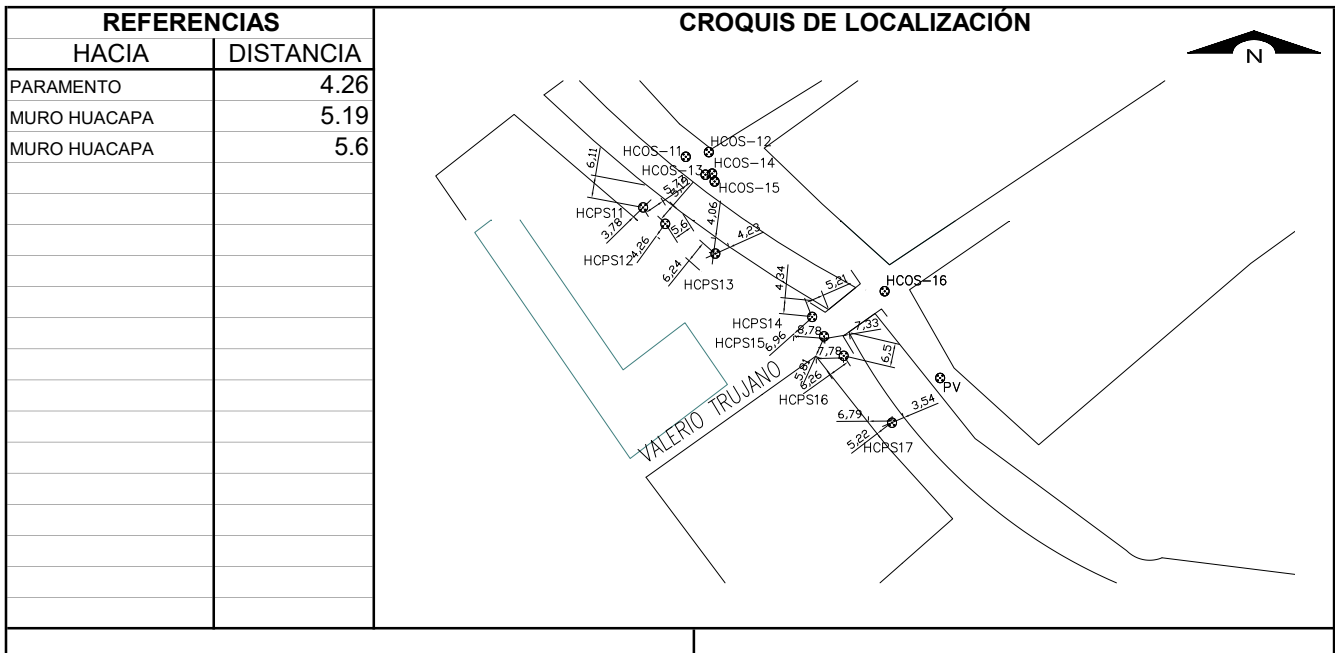 REFERENCIAS
HACIA DISTANCIA
PARAMENTO 4.26
MURO HUACAPA 5.19
MURO HUACAPA 5.6
CROQUIS DE LOCALIZACIÓN
N
HCOS-11
HCOS-12
HCOS-13
HCOS-14
HCOS-15
6,11
5,19
HCPS11
3,78
4,26
5,6
HCPS12
4,06
4,23
6,24
HCPS13
4,34
5,21
HCOS-16
HCPS14
6,96
8,78
HCPS15
7,33
7,78
6,5
5,81
6,26
HCPS16
PV
VALERIO TRUJANO
6,79
3,54
5,22
HCPS17